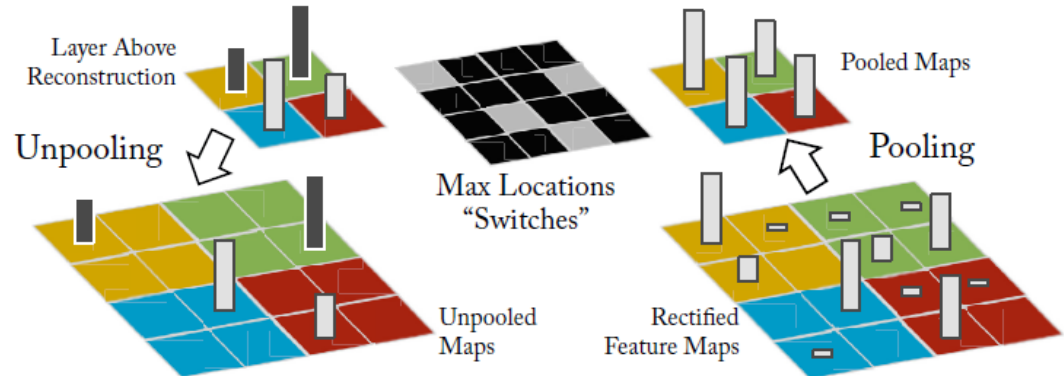 Layer Above
Reconstruction
Pooled Maps
Unpooling
Max Locations
“Switches”
Pooling
Unpooled
Maps
Rectified
Feature Maps